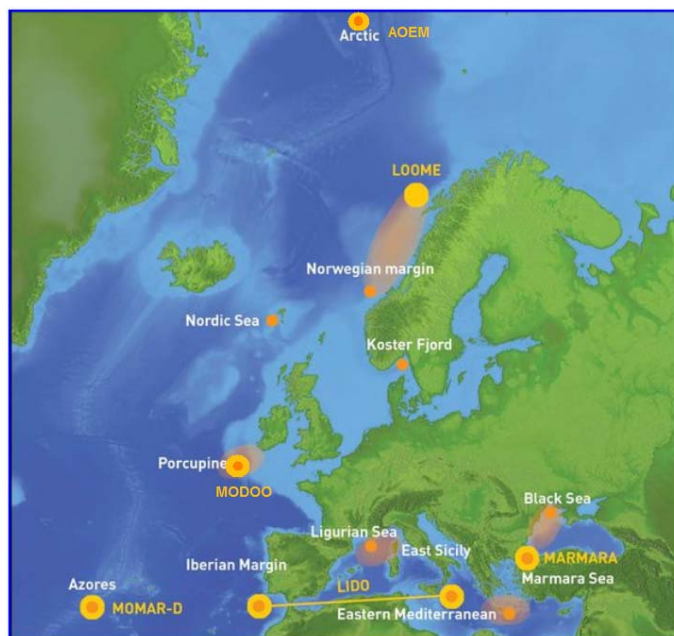 Arctic AOEM
LOOME
Norwegian margin
Nordic Sea
Koster Fjord
Porcupine
MODOO
Black Sea
Ligurian Sea
East Sicily
MARMARA
Iberian Margin
Marmara Sea
LIDO
Azores
MOMAR-D
Eastern Mediterranean